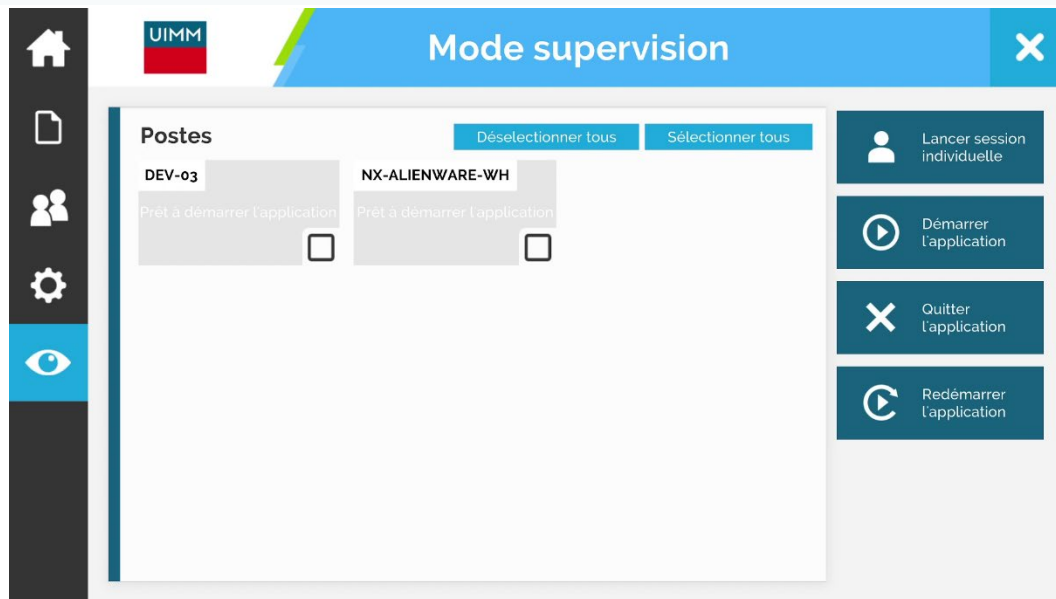 UIMM
Mode supervision
Postes
Déselectionner tous
Sélectionner tous
DEV-03
NX-ALIENWARE-WH
Prêt à démarrer l'application
Prêt à démarrer l'application
Lancer session
individuelle
Démarrer
l'application
Quitter
l'application
Redémarrer
l'application